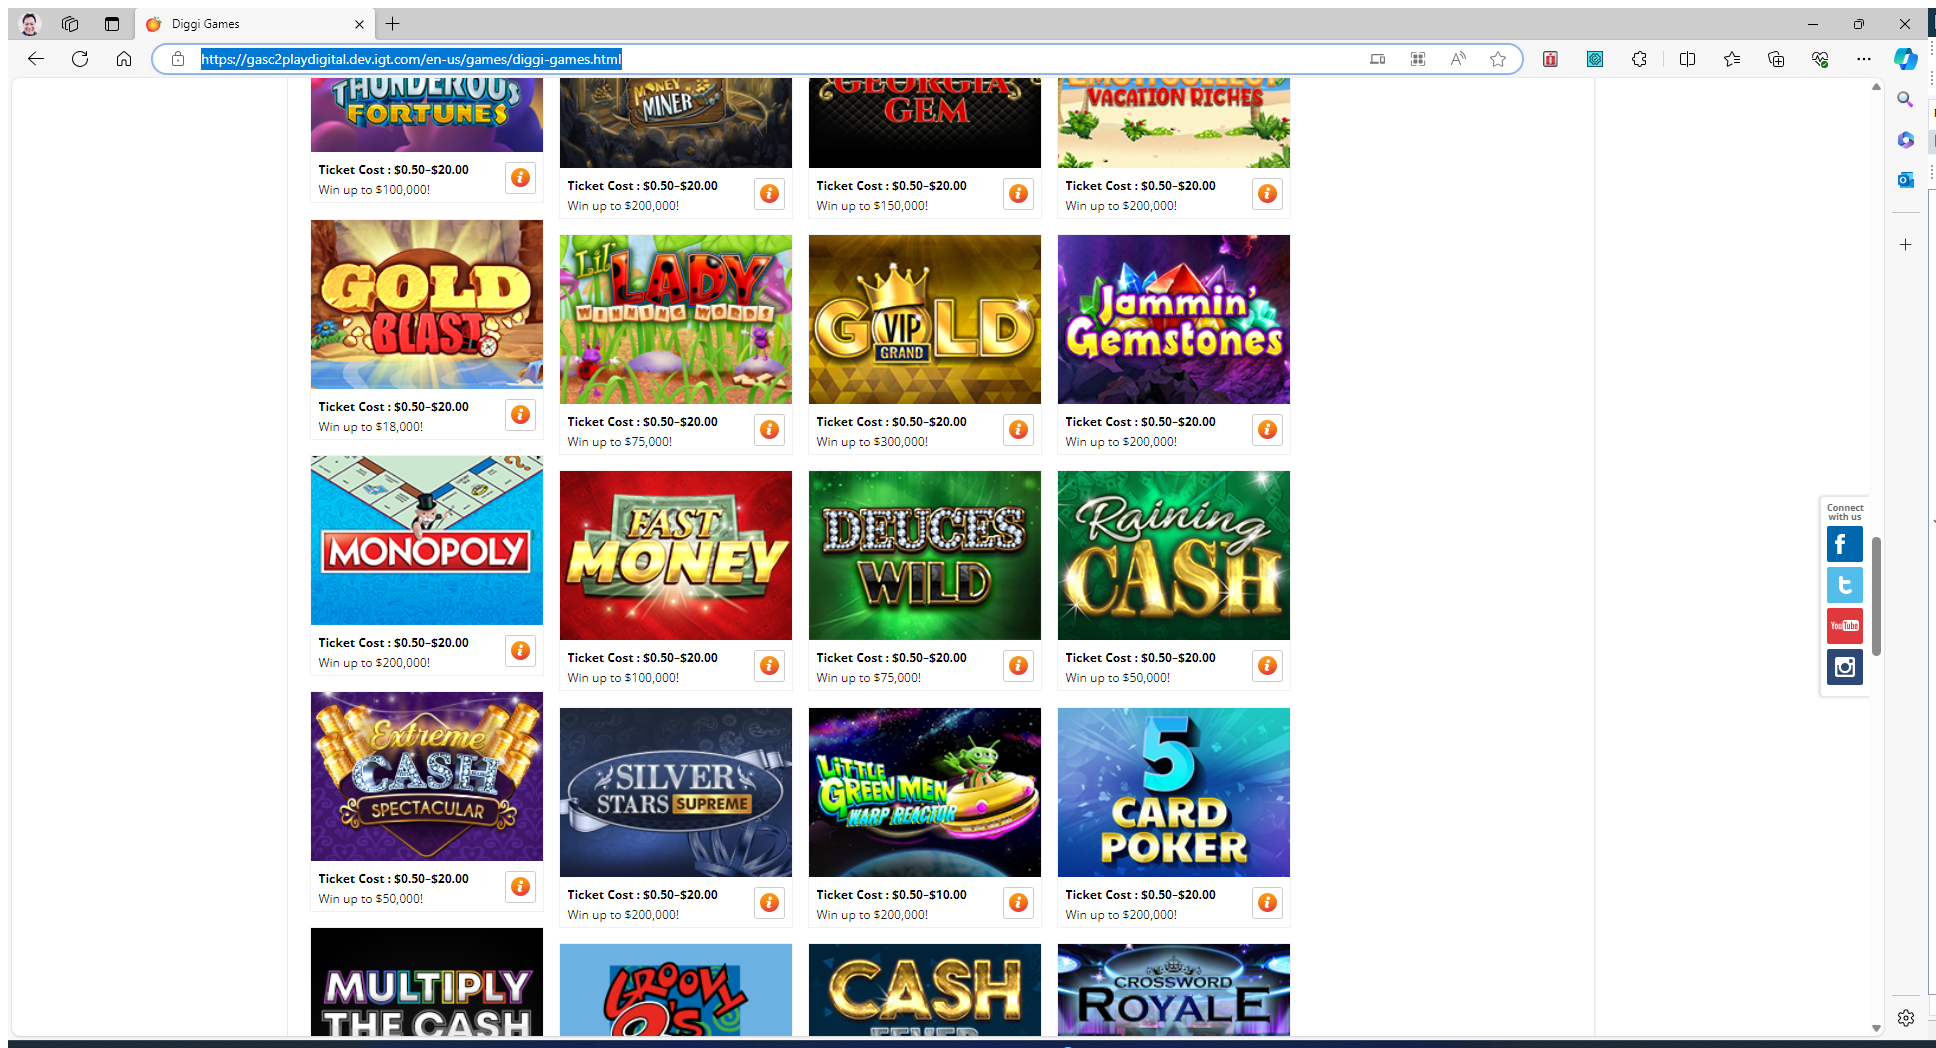 Diggi Games
https://gasc2playdigital.dev.igt.com/en-us/games/diggi-games.html
THUNDEROUS
FORTUNES
Ticket Cost : $0.50–$20.00
Win up to $100,000!
MONEY
MINER
Ticket Cost : $0.50–$20.00
Win up to $200,000!
GEORGIA
GEM
Ticket Cost : $0.50–$20.00
Win up to $150,000!
VACATION RICHES
Ticket Cost : $0.50–$20.00
Win up to $200,000!
GOLD
BLAST
Ticket Cost : $0.50–$20.00
Win up to $18,000!
Lil'
LADY
WINNING WORDS
Ticket Cost : $0.50–$20.00
Win up to $75,000!
GOLD
VIP
GRAND
Ticket Cost : $0.50–$20.00
Win up to $300,000!
Jammin'
Gemstones
Ticket Cost : $0.50–$20.00
Win up to $200,000!
MONOPOLY
Ticket Cost : $0.50–$20.00
Win up to $200,000!
FAST
MONEY
Ticket Cost : $0.50–$20.00
Win up to $100,000!
DEUCES
WILD
Ticket Cost : $0.50–$20.00
Win up to $75,000!
Raining
CASH
Ticket Cost : $0.50–$20.00
Win up to $50,000!
Extreme
CASH
SPECTACULAR
Ticket Cost : $0.50–$20.00
Win up to $50,000!
SILVER
STARS SUPREME
Ticket Cost : $0.50–$20.00
Win up to $200,000!
LITTLE
GREEN MEN
WARP REACTOR
Ticket Cost : $0.50–$10.00
Win up to $200,000!
5
CARD
POKER
Ticket Cost : $0.50–$20.00
Win up to $200,000!
MULTIPLY
THE CASH
GROOVY
0's
CASH
FEVER
CROSSWORD
ROYALE
Connect
with us
f
t
YouTube